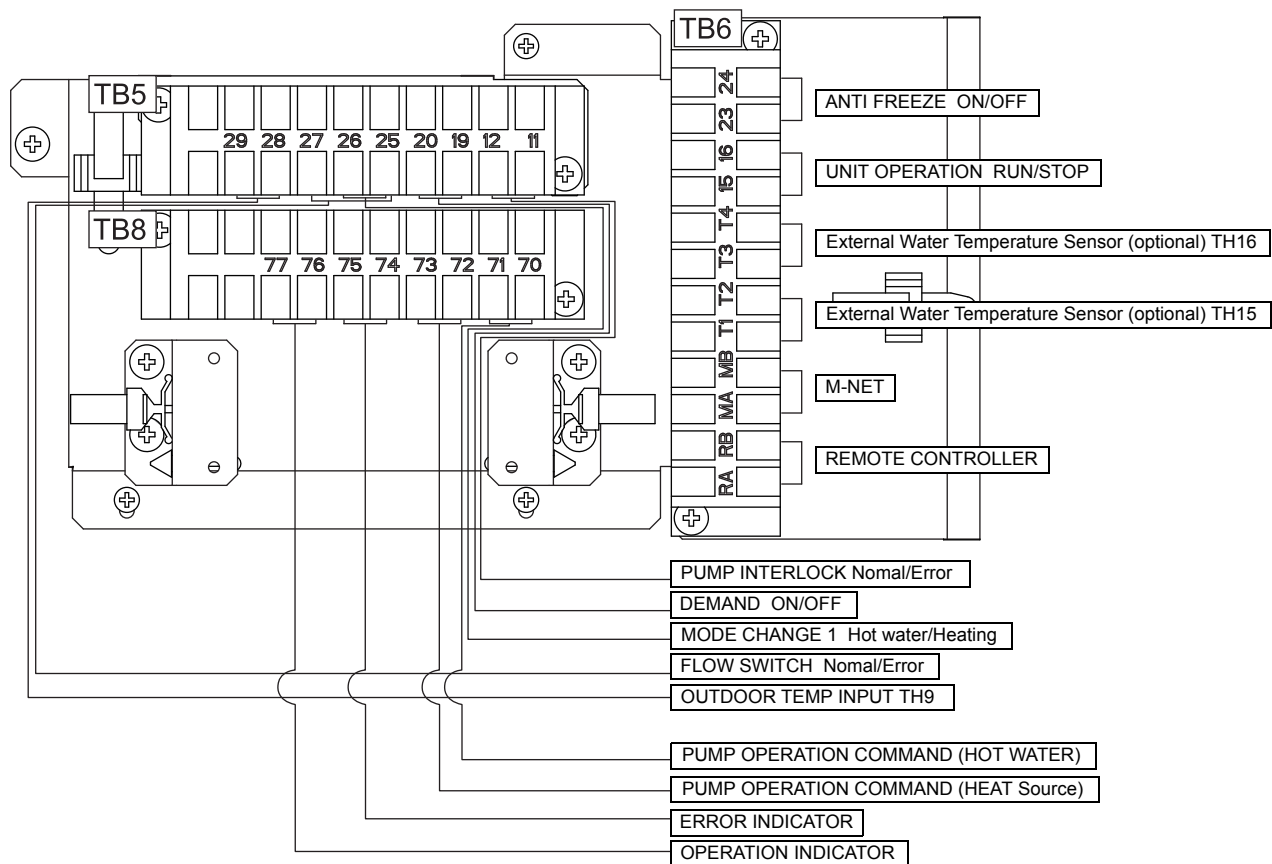 TB6
TB5
29 28 27 26 25 20 19 12 11
TB8
77 76 75 74 73 72 71 70
24
23
16
15
T4
T3
T2
T1
MB
MA
RB
RA
ANTI FREEZE ON/OFF
UNIT OPERATION RUN/STOP
External Water Temperature Sensor (optional) TH16
External Water Temperature Sensor (optional) TH15
M-NET
REMOTE CONTROLLER
PUMP INTERLOCK Nomal/Error
DEMAND ON/OFF
MODE CHANGE 1 Hot water/Heating
FLOW SWITCH Nomal/Error
OUTDOOR TEMP INPUT TH9
PUMP OPERATION COMMAND (HOT WATER)
PUMP OPERATION COMMAND (HEAT Source)
ERROR INDICATOR
OPERATION INDICATOR